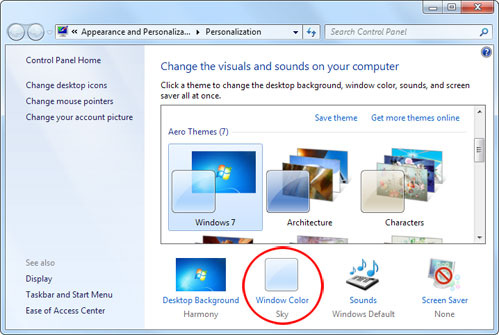 Appearance and Personaliza... Personalization
Search Control Panel
Control Panel Home
Change desktop icons
Change mouse pointers
Change your account picture
Change the visuals and sounds on your computer
Click a theme to change the desktop background, window color, sounds, and screen
saver all at once.
Save theme Get more themes online
Aero Themes (7)
Windows 7 Architecture Characters
See also
Display
Taskbar and Start Menu
Ease of Access Center
Desktop Background Window Color Sounds Screen Saver
Harmony Sky Windows Default None